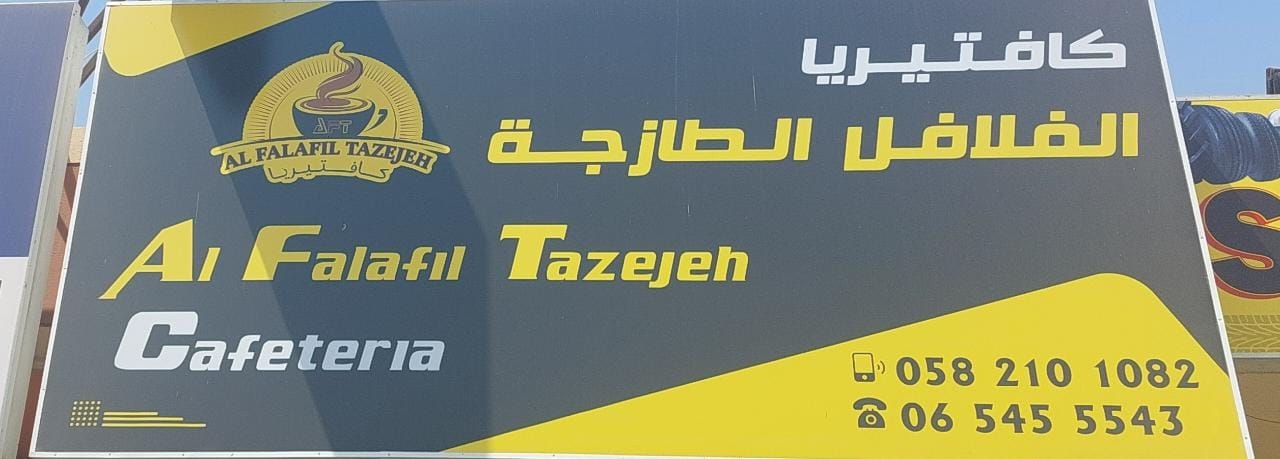 كافتيريا
الفلافل الطازجة
AFT
AL FALAFIL TAZEJEH
كافتيريا
Al Falafil Tazejeh
Cafeteria
058 210 1082
06 545 5543
S